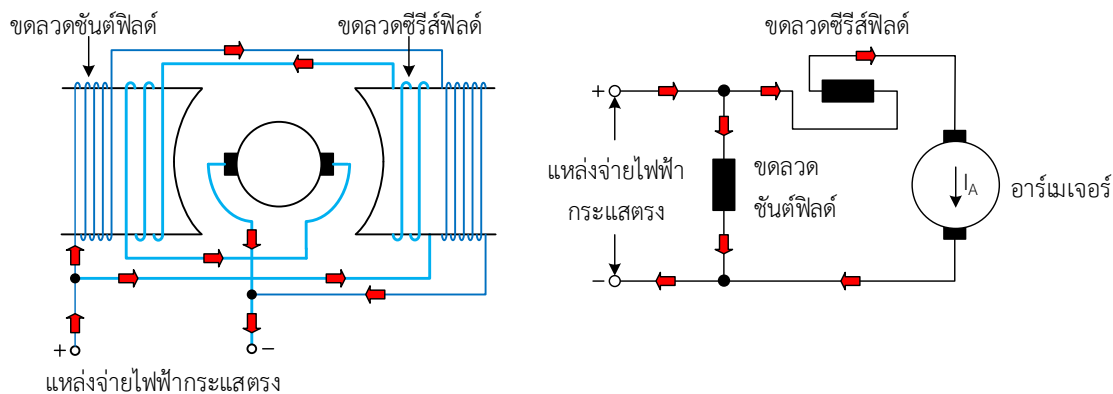 ขดลวดชันต์ฟิลด์
ขดลวดซีรีส์ฟิลด์
+
−
แหล่งจ่ายไฟฟ้ากระแสตรง
ขดลวดซีรีส์ฟิลด์
+
แหล่งจ่ายไฟฟ้า
กระแสตรง
−
ขดลวด
ชันต์ฟิลด์
I_A
อาร์เมเจอร์